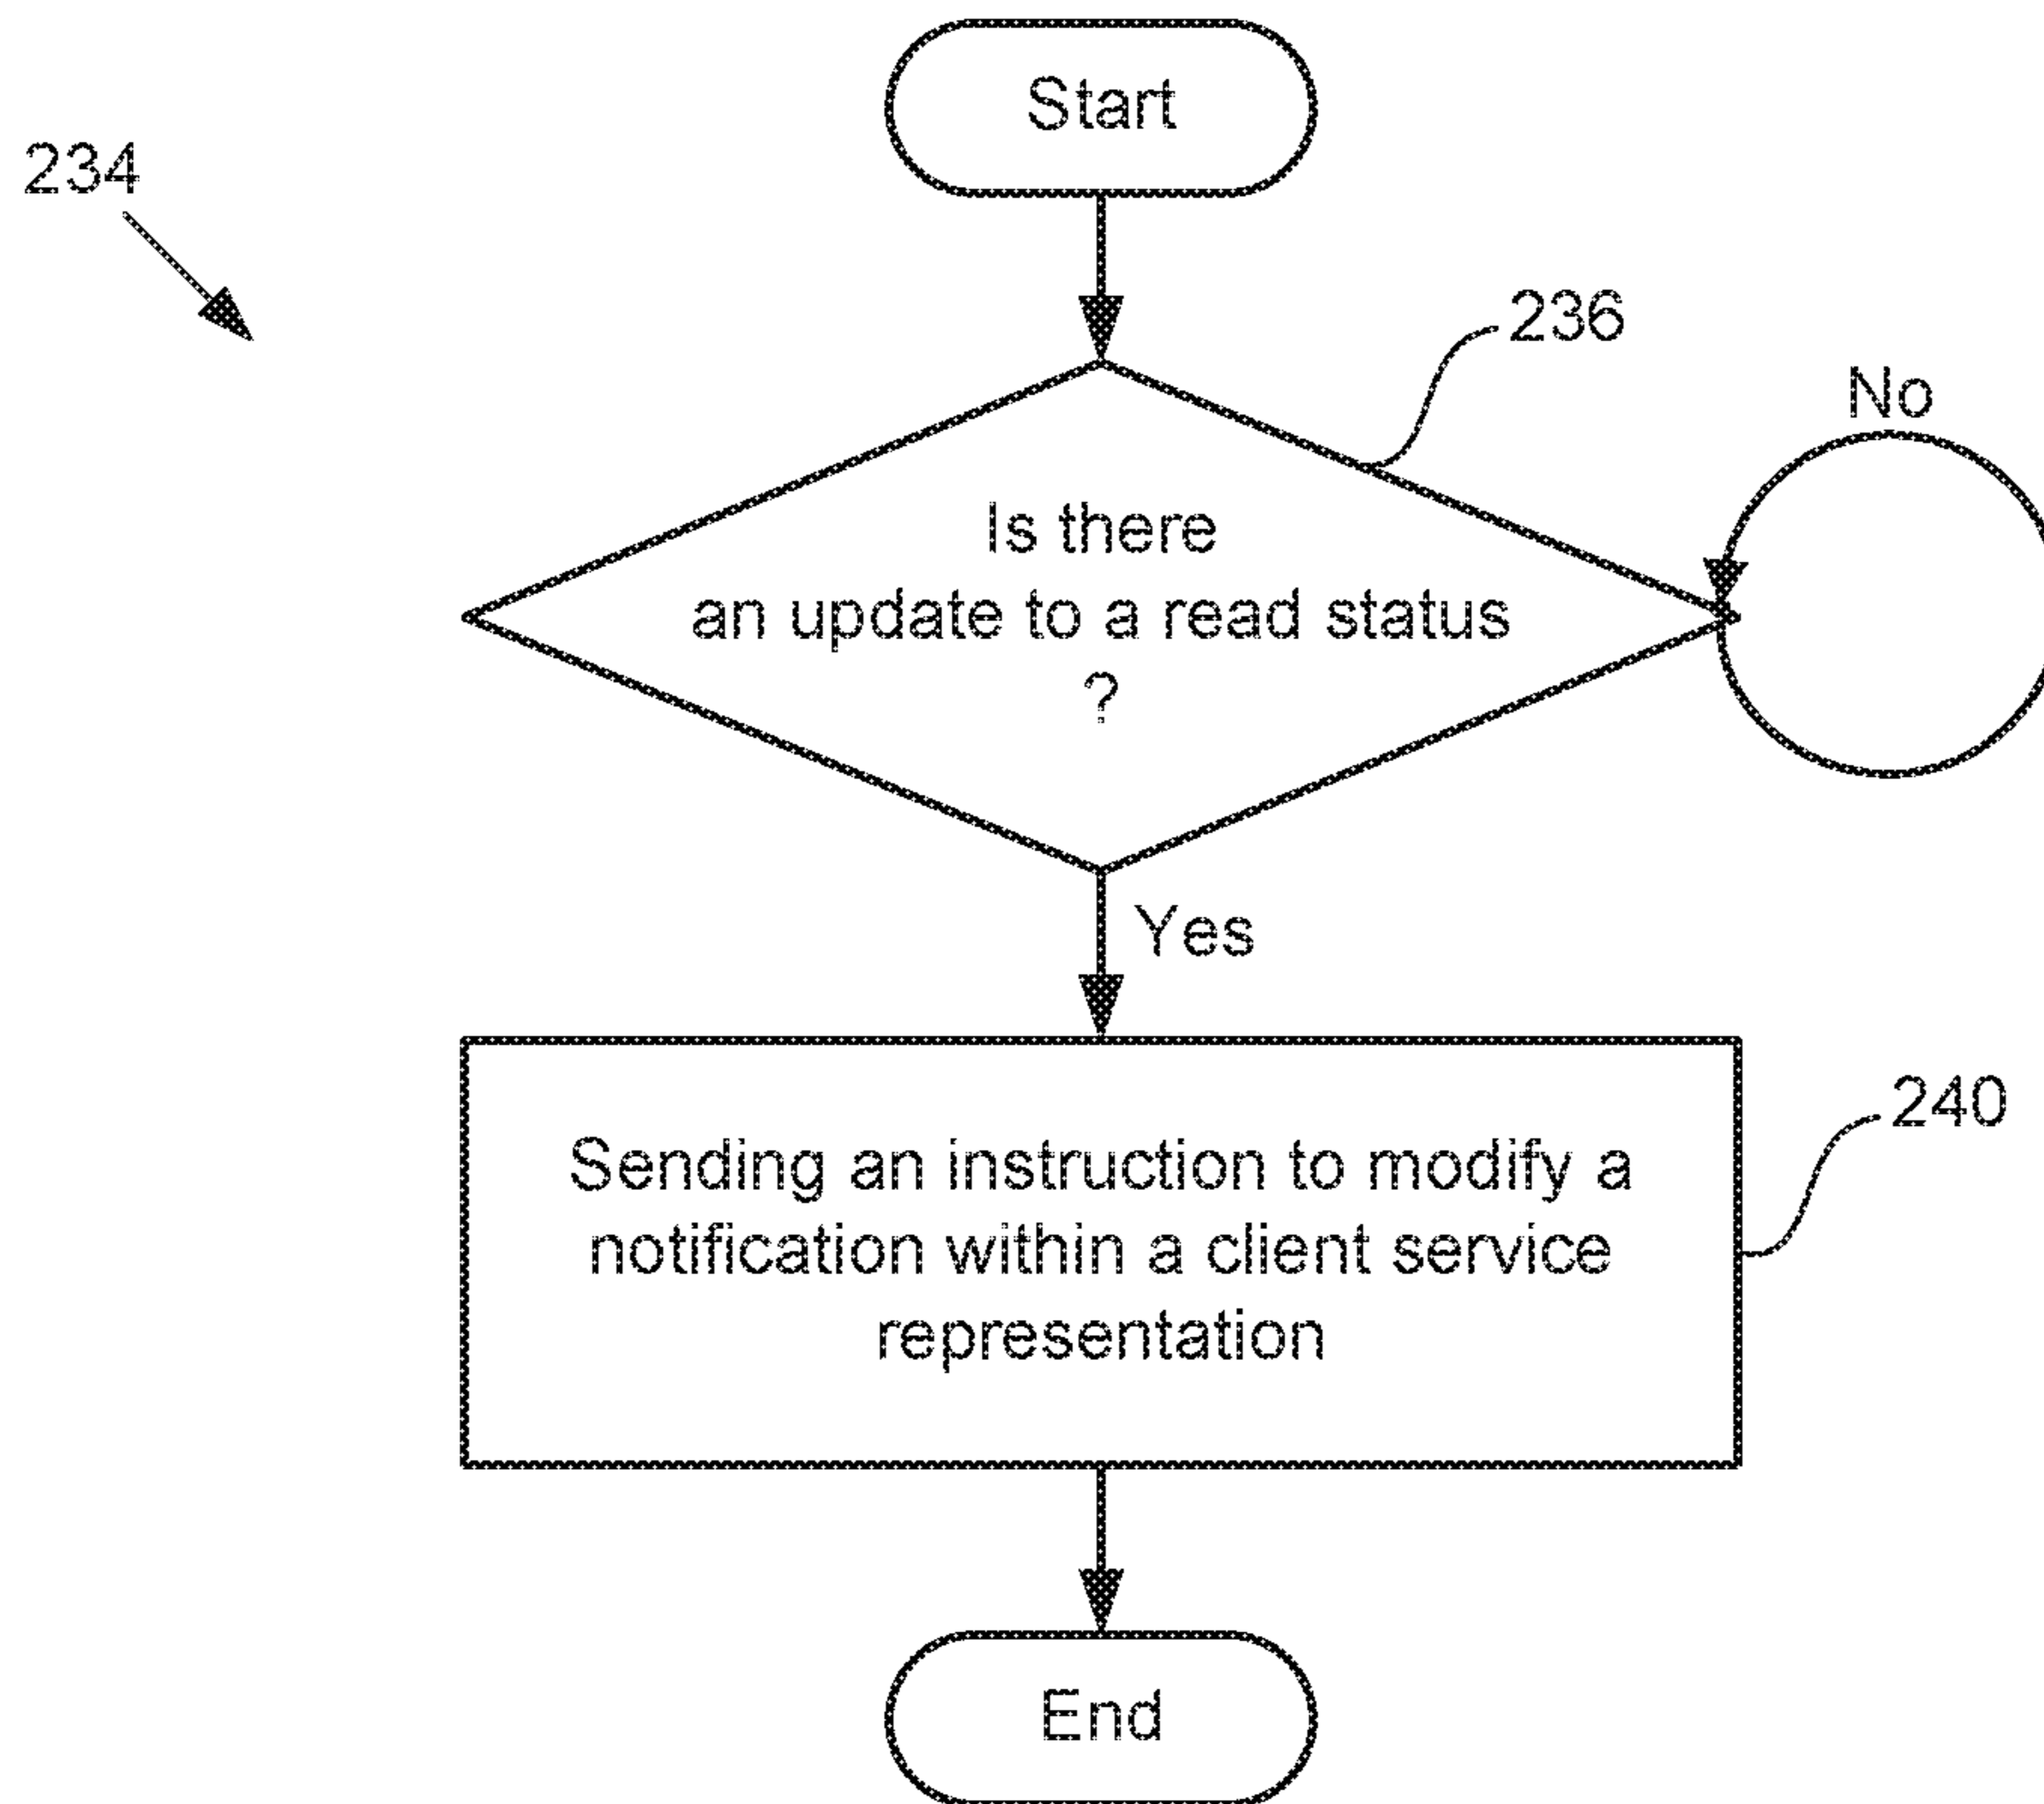 Start
234
236
No
Is there
an update to a read status
?
Yes
240
Sending an instruction to modify a
notification within a client service
representation
End